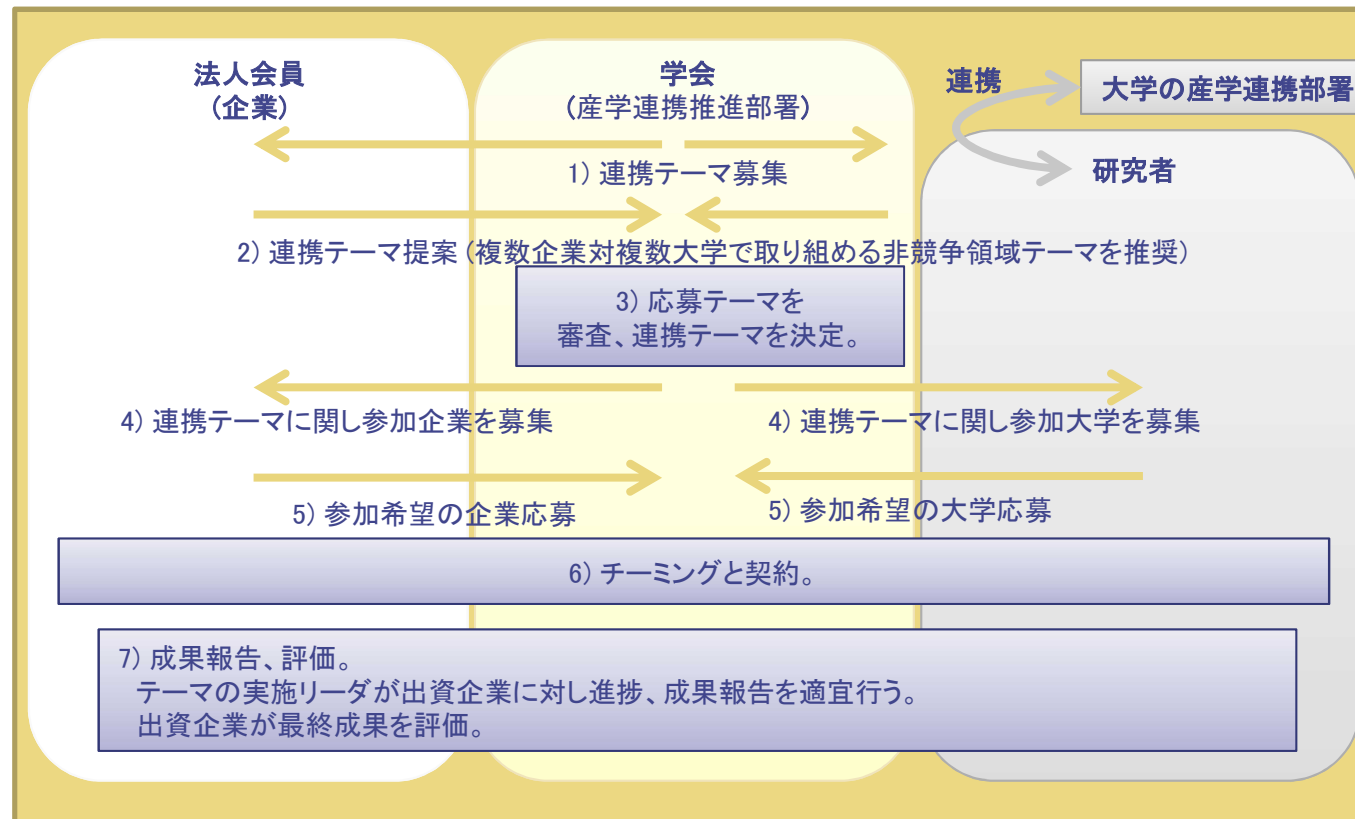 法人会員
(企業)
学会
(産学連携推進部署)
連携
大学の産学連携部署
研究者
1) 連携テーマ募集
2) 連携テーマ提案 (複数企業対複数大学で取り組める非競争領域テーマを推奨)
3) 応募テーマを
審査、連携テーマを決定。
4) 連携テーマに関し参加企業を募集
4) 連携テーマに関し参加大学を募集
5) 参加希望の企業応募
5) 参加希望の大学応募
6) チーミングと契約。
7) 成果報告、評価。
テーマの実施リーダが出資企業に対し進捗、成果報告を適宜行う。
出資企業が最終成果を評価。